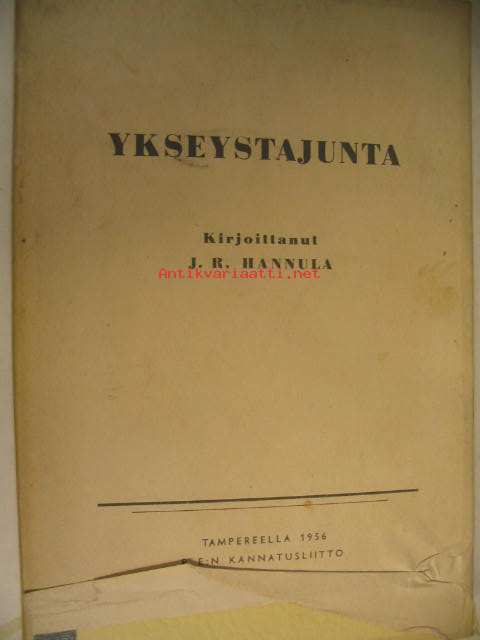 YKSEYSTAJUNTA
Kirjoittanut
J. R. HANNULA
Antikvariaatti.net
TAMPEREELLA 1956
E:N KANNATUSLIITTO